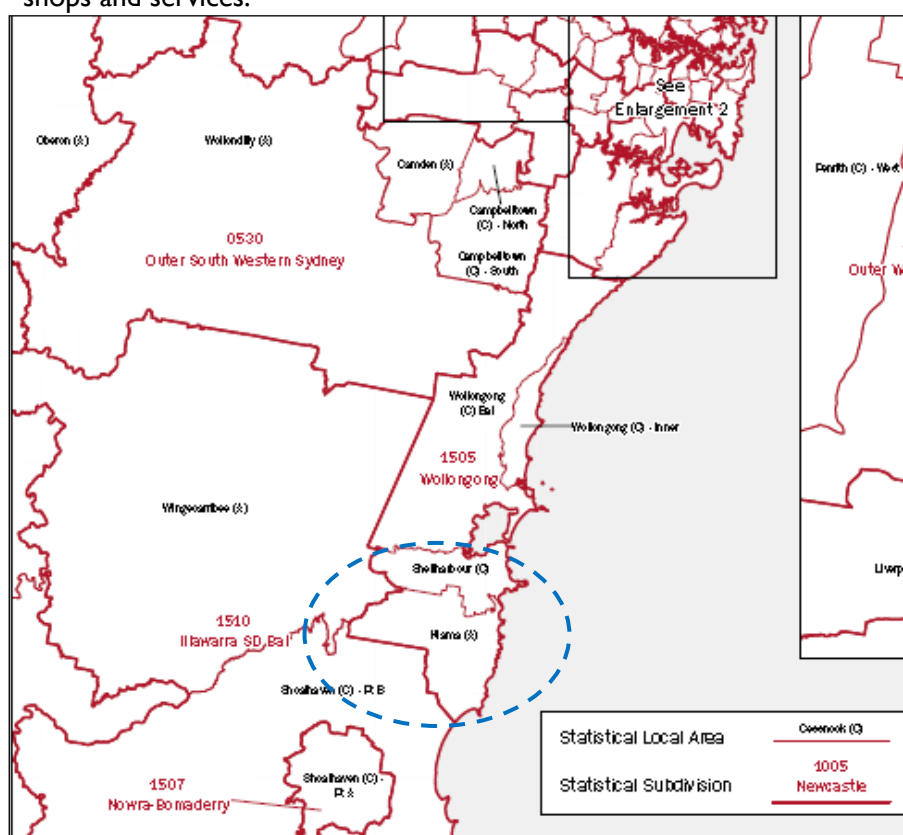 shops and services.
See
Enlargement 2
Oberon (A)
Wollondilly (A)
Camden (A)
Penrith (C) - West
Campbelltown
(C) - North
0530
Outer South Western Sydney
Campbelltown
(C) - South
Outer W
Wollongong
(C) Bal
Wollongong (C) - Inner
1505
Wollongong
Wingecarribee (A)
Shellharbour (C)
Liverp
1510
Illawarra SD Bal
Kiama (A)
Shoalhaven (C) - Pt B
Statistical Local Area
Cessnock (C)
Shoalhaven (C) -
Pt A
1507
Nowra-Bomaderry
Statistical Subdivision
1005
Newcastle